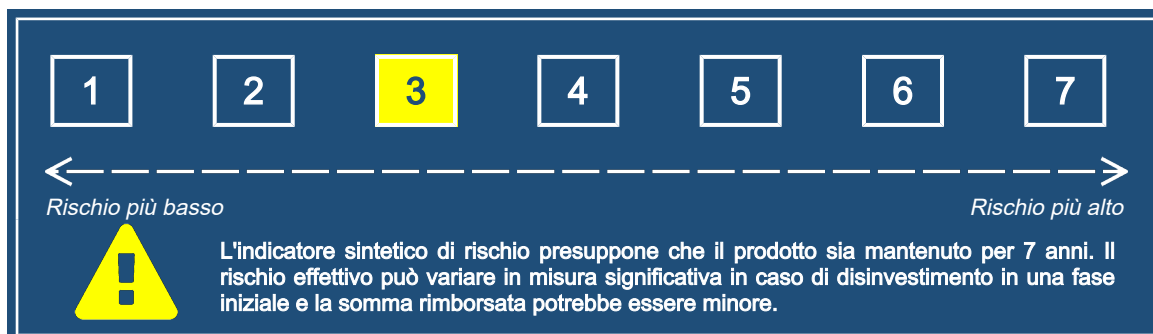 1 2 3 4 5 6 7
Rischio più basso Rischio più alto
L'indicatore sintetico di rischio presuppone che il prodotto sia mantenuto per 7 anni. Il
rischio effettivo può variare in misura significativa in caso di disinvestimento in una fase
iniziale e la somma rimborsata potrebbe essere minore.